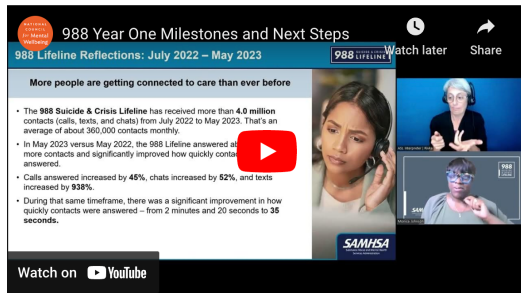 NATIONAL
COUNCIL
for Mental
Wellbeing
988 Year One Milestones and Next Steps
Watch later
Share
988 Lifeline Reflections: July 2022 – May 2023
988 SUICIDE & CRISIS
LIFELINE
More people are getting connected to care than ever before
• The 988 Suicide & Crisis Lifeline has received more than 4.0 million
contacts (calls, texts, and chats) from July 2022 to May 2023. That's an
average of about 360,000 contacts monthly.
• In May 2023 versus May 2022, the 988 Lifeline answered
more contacts and significantly improved how quickly
answered.
• Calls answered increased by 45%, chats increased by 52%, and texts
increased by 938%.
• During that same timeframe, there was a significant improvement in how
quickly contacts were answered – from 2 minutes and 20 seconds to 35
seconds.
SAMHSA
988
Watch on YouTube